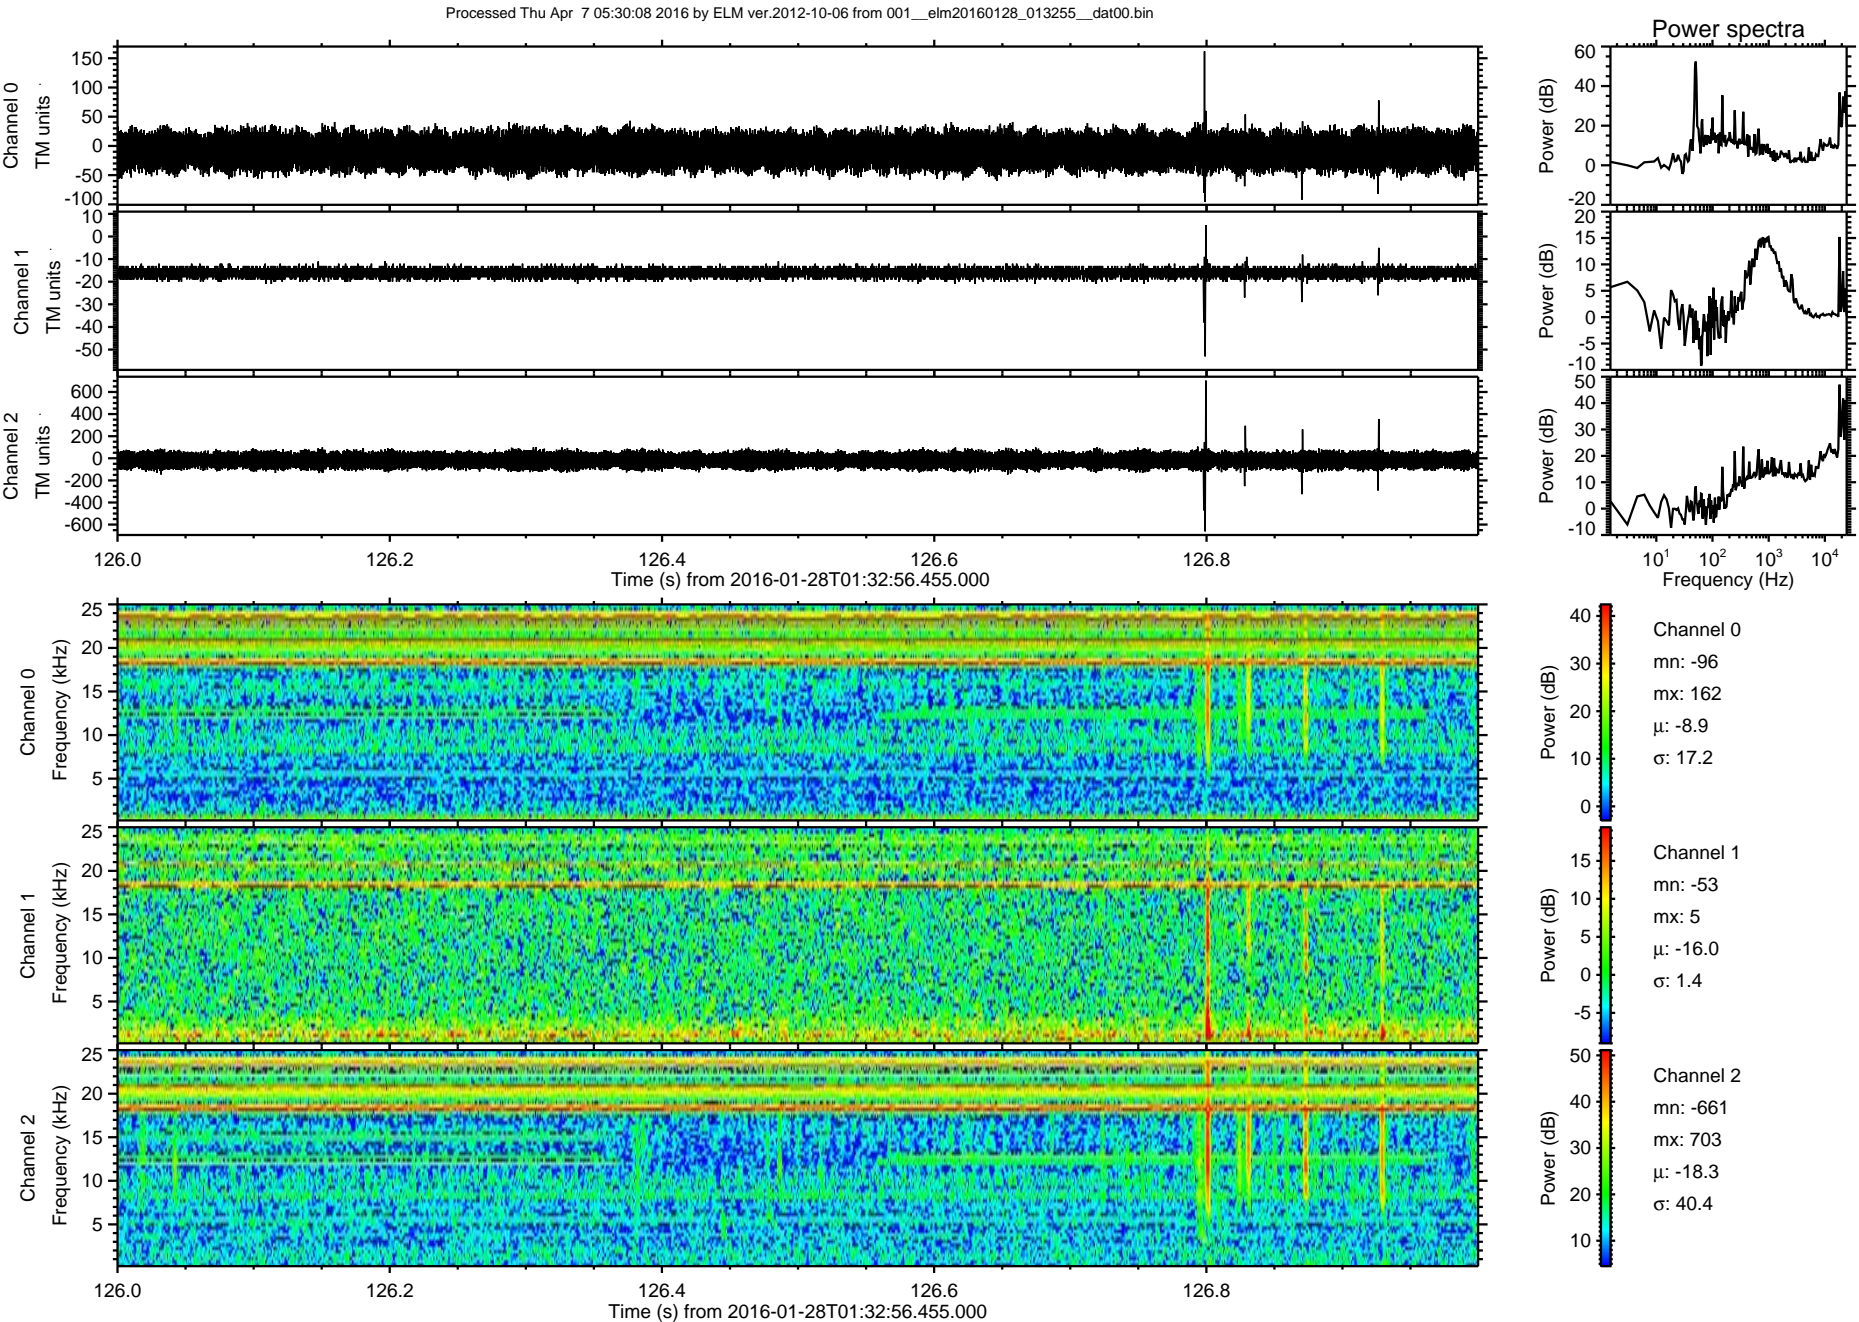 Processed Thu Apr  7 05:30:08 2016 by ELM ver.2012-10-06 from 001__elm20160128_013255__dat00.bin
Power spectra
Channel 0
TM units
150
100
50
0
-50
-100
Power (dB)
60
40
20
0
-20
Channel 1
TM units
10
0
-10
-20
-30
-40
-50
Power (dB)
20
15
10
5
0
-5
-10
Channel 2
TM units
600
400
200
0
-200
-400
-600
Power (dB)
50
40
30
20
10
0
-10
126.0 126.2 126.4 126.6 126.8
Time (s) from 2016-01-28T01:32:56.455.000
10¹ 10² 10³ 10⁴
Frequency (Hz)
Channel 0
Frequency (kHz)
25
20
15
10
5
Power (dB)
40
30
20
10
0
Channel 0
mn: -96
mx: 162
μ: -8.9
σ: 17.2
Channel 1
Frequency (kHz)
25
20
15
10
5
Power (dB)
15
10
5
0
-5
Channel 1
mn: -53
mx: 5
μ: -16.0
σ: 1.4
Channel 2
Frequency (kHz)
25
20
15
10
5
Power (dB)
50
40
30
20
10
Channel 2
mn: -661
mx: 703
μ: -18.3
σ: 40.4
126.0 126.2 126.4 126.6 126.8
Time (s) from 2016-01-28T01:32:56.455.000